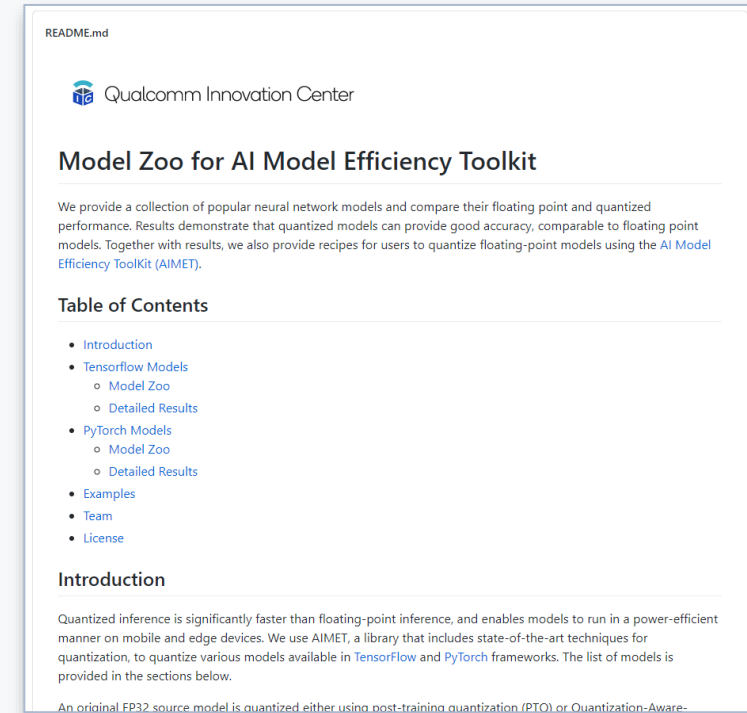 README.md
Qualcomm Innovation Center
Model Zoo for AI Model Efficiency Toolkit
We provide a collection of popular neural network models and compare their floating point and quantized
performance. Results demonstrate that quantized models can provide good accuracy, comparable to floating point
models. Together with results, we also provide recipes for users to quantize floating-point models using the AI Model
Efficiency ToolKit (AIMET).
Table of Contents
Introduction
Tensorflow Models
Model Zoo
Detailed Results
PyTorch Models
Model Zoo
Detailed Results
Examples
Team
License
Introduction
Quantized inference is significantly faster than floating-point inference, and enables models to run in a power-efficient
manner on mobile and edge devices. We use AIMET, a library that includes state-of-the-art techniques for
quantization, to quantize various models available in TensorFlow and PyTorch frameworks. The list of models is
provided in the sections below.
An original FP32 source model is quantized either using post-training quantization (PTQ) or Quantization-Aware-